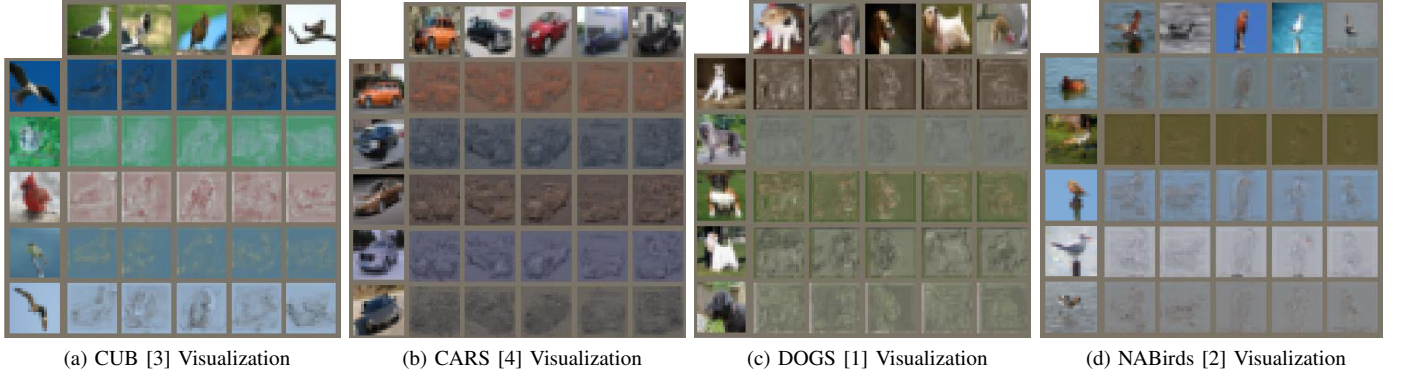 (a) CUB [3] Visualization
(b) CARS [4] Visualization
(c) DOGS [1] Visualization
(d) NABirds [2] Visualization